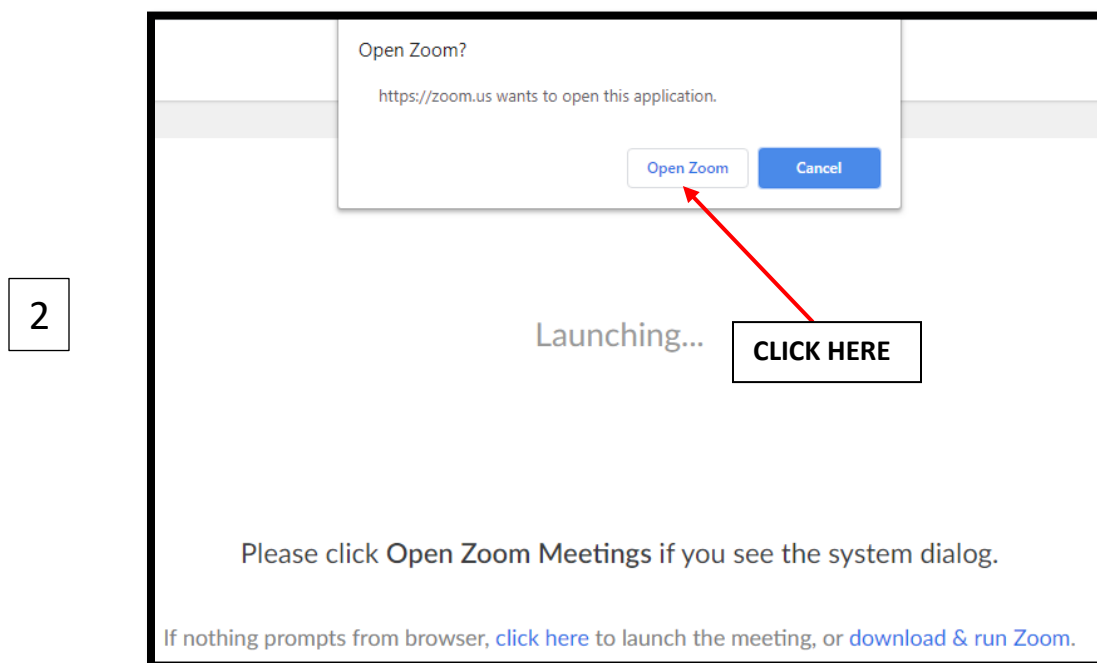 Open Zoom?
https://zoom.us wants to open this application.
Open Zoom
Cancel
2
Launching...
CLICK HERE
Please click Open Zoom Meetings if you see the system dialog.
If nothing prompts from browser, click here to launch the meeting, or download & run Zoom.